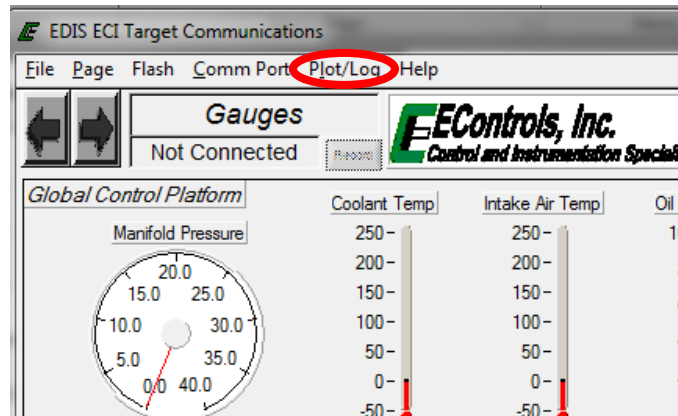 EDIS ECI Target Communications
File Page Flash Comm Port Plot/Log Help
Gauges
Not Connected
Record
EControls, Inc.
Control and Instrumentation Speciali
Global Control Platform
Manifold Pressure
20.0
15.0 25.0
10.0 30.0
5.0 35.0
0.0 40.0
Coolant Temp
250
200
150
100
50
0
-50
Intake Air Temp
250
200
150
100
50
0
-50
Oil
1